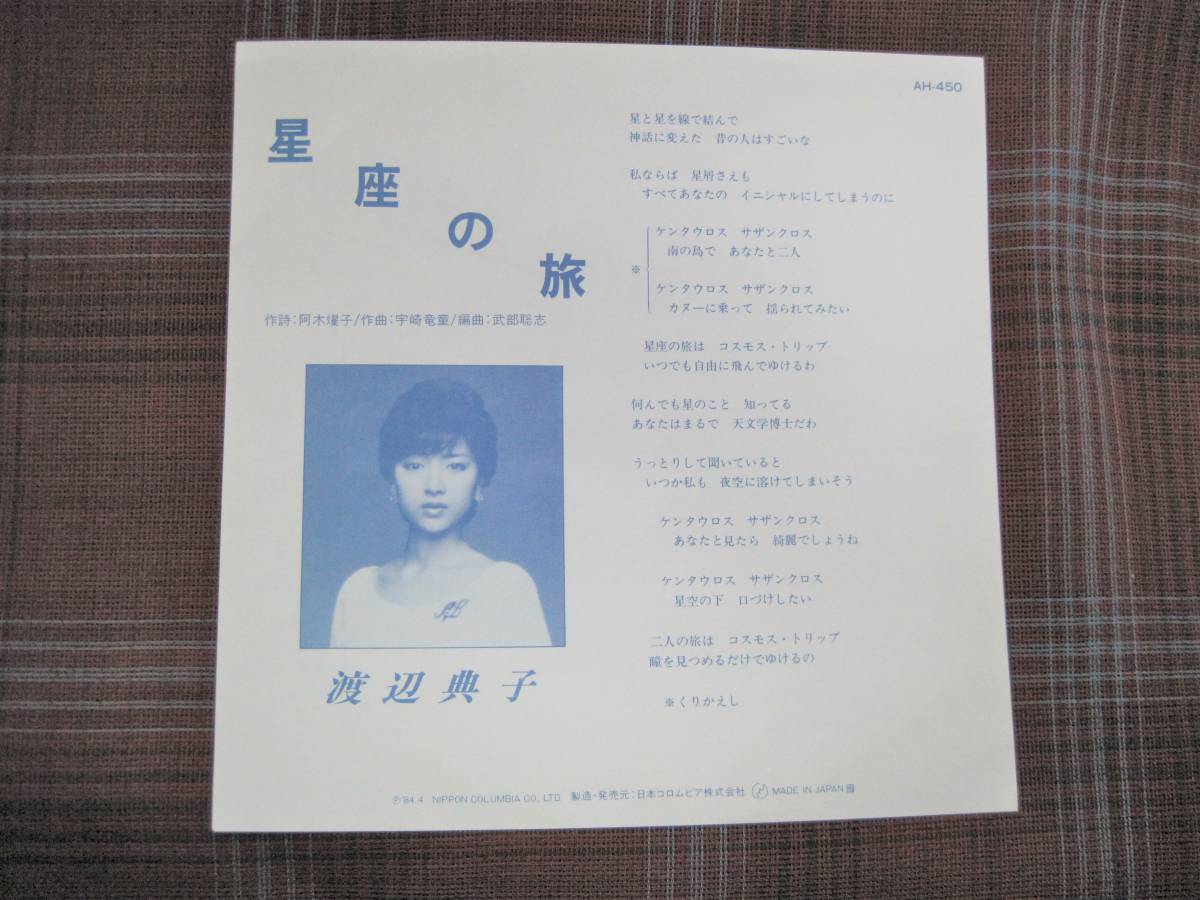 AH-450
星座の旅
作詩:阿木燿子/作曲:宇崎竜童/編曲:武部聡志
渡辺典子
星と星を線で結んで
神話に変えた 昔の人はすごいな
私ならば 星屑さえも
すべてあなたの イニシャルにしてしまうのに
※
ケンタウロス サザンクロス
南の島で あなたと二人
ケンタウロス サザンクロス
カヌーに乗って 揺られてみたい
星座の旅は コスモス・トリップ
いつでも自由に飛んでゆけるわ
何んでも星のこと 知ってる
あなたはまるで 天文学博士だわ
うっとりして聞いていると
いつか私も 夜空に溶けてしまいそう
ケンタウロス サザンクロス
あなたと見たら 綺麗でしょうね
ケンタウロス サザンクロス
星空の下 口づけしたい
二人の旅は コスモス・トリップ
瞳を見つめるだけでゆけるの
※くりかえし
Ⓟ'84.4 NIPPON COLUMBIA CO., LTD. 製造・発売元:日本コロムビア株式会社 MADE IN JAPAN